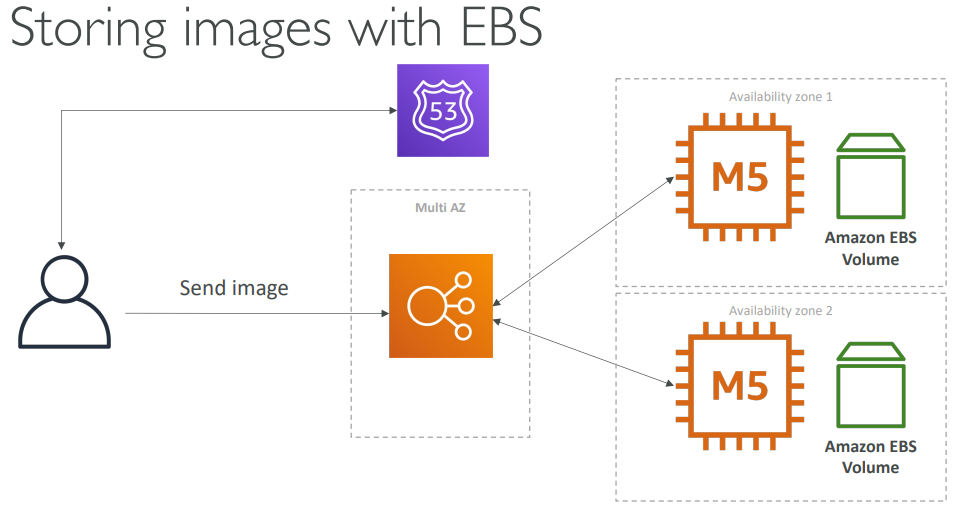 Storing images with EBS
53
Availability zone 1
M5
Amazon EBS
Volume
Multi AZ
Send image
Availability zone 2
M5
Amazon EBS
Volume